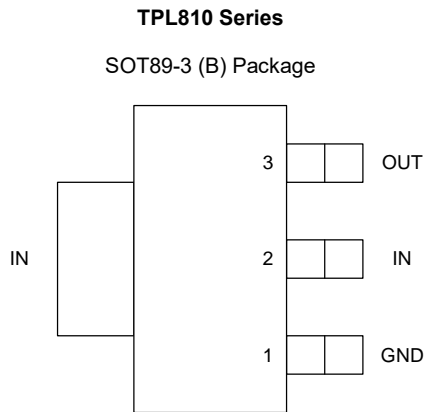 TPL810 Series
SOT89-3 (B) Package
3 OUT
IN 2 IN
1 GND